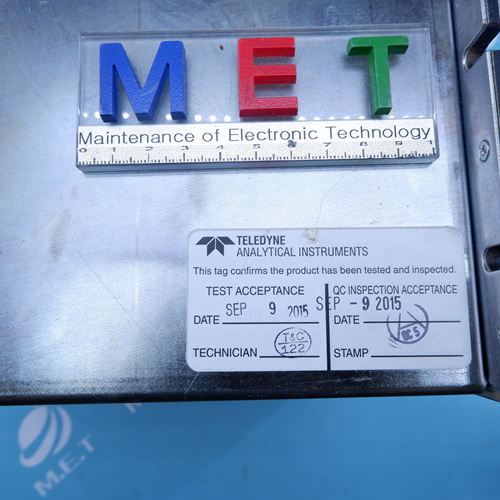 MET
Maintenance of Electronic Technology
0 1 2 3 4 5 6 7 8 9 1
TELEDYNE
ANALYTICAL INSTRUMENTS
This tag confirms the product has been tested and inspected.
TEST ACCEPTANCE
DATE SEP 9 2015
TECHNICIAN T&C 122
QC INSPECTION ACCEPTANCE
SEP -9 2015
DATE
STAMP QC 5
M.E.T